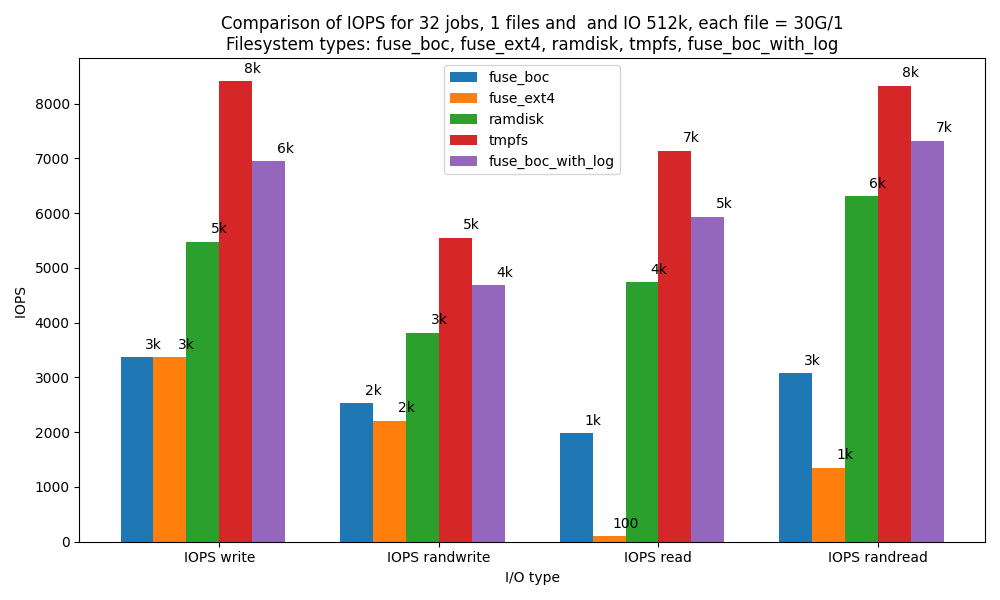 Comparison of IOPS for 32 jobs, 1 files and  and IO 512k, each file = 30G/1
Filesystem types: fuse_boc, fuse_ext4, ramdisk, tmpfs, fuse_boc_with_log
fuse_boc
fuse_ext4
ramdisk
tmpfs
fuse_boc_with_log
IOPS
8000
7000
6000
5000
4000
3000
2000
1000
0
3k
3k
5k
8k
6k
2k
2k
3k
5k
4k
1k
100
4k
7k
5k
3k
1k
6k
8k
7k
IOPS write
IOPS randwrite
IOPS read
IOPS randread
I/O type